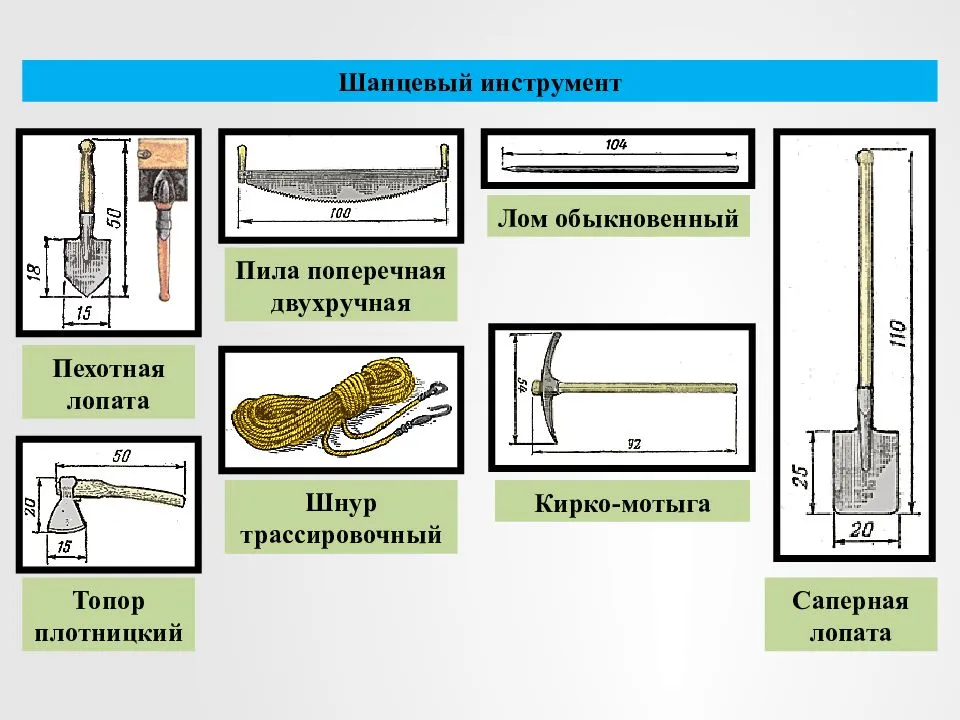 Шанцевый инструмент
50
18
15
Пехотная
лопата
50
20
15
Топор
плотницкий
100
Пила поперечная
двухручная
Шнур
трассировочный
104
Лом обыкновенный
54
92
Кирко-мотыга
110
25
20
Саперная
лопата